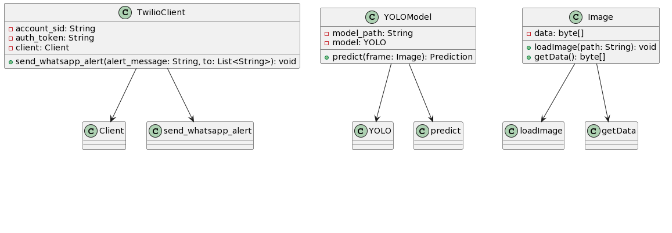 C TwilioClient
account_sid: String
auth_token: String
client: Client
send_whatsapp_alert(alert_message: String, to: List<String>): void
C YOLOModel
model_path: String
model: YOLO
predict(frame: Image): Prediction
C Image
data: byte[]
loadImage(path: String): void
getData(): byte[]
C Client
C send_whatsapp_alert
C YOLO
C predict
C loadImage
C getData